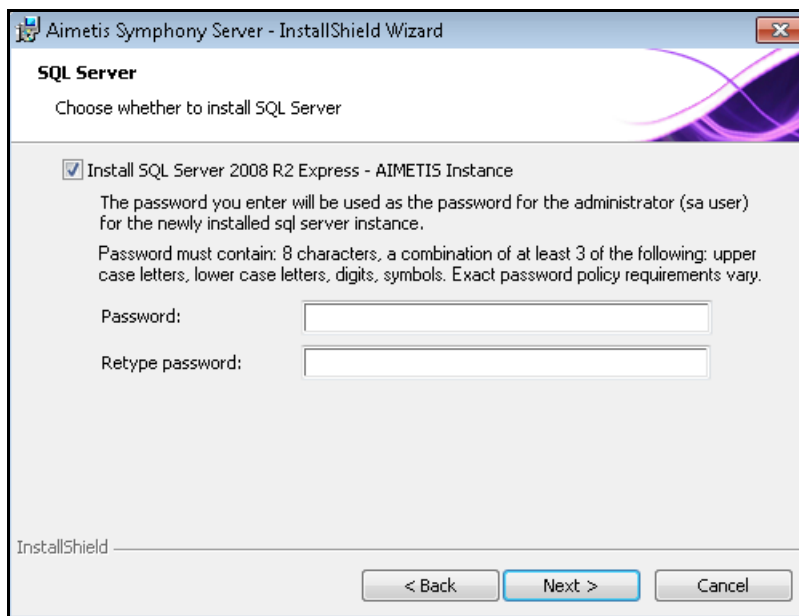 Aimetis Symphony Server - InstallShield Wizard
SQL Server
Choose whether to install SQL Server
Install SQL Server 2008 R2 Express - AIMETIS Instance
The password you enter will be used as the password for the administrator (sa user)
for the newly installed sql server instance.
Password must contain: 8 characters, a combination of at least 3 of the following: upper
case letters, lower case letters, digits, symbols. Exact password policy requirements vary.
Password:
Retype password:
InstallShield
< Back
Next >
Cancel